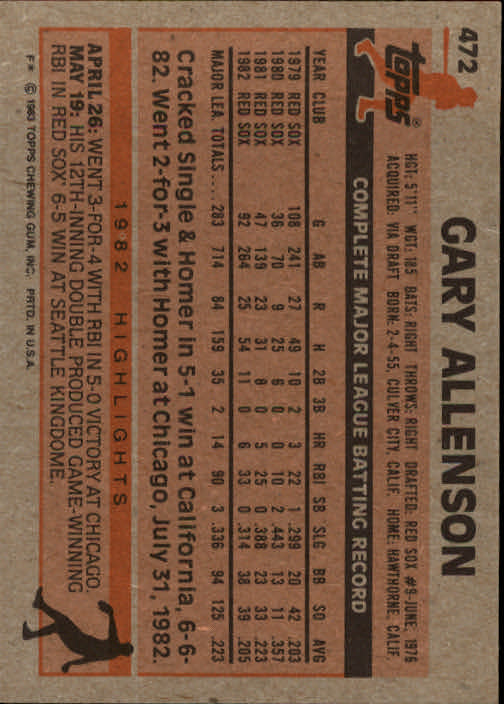 472
Topps®
GARY ALLENSON
HGT: 5'11" WGT: 185 BATS: RIGHT THROWS: RIGHT DRAFTED: RED SOX #9-JUNE, 1976
ACQUIRED: VIA DRAFT BORN: 2-4-55, CULVER CITY, CALIF. HOME: HAWTHORNE, CALIF.
COMPLETE MAJOR LEAGUE BATTING RECORD
YEAR CLUB G AB R H 2B 3B HR RBI SB SLG BB SO AVG
1979 RED SOX 108 241 27 49 10 2 3 22 1 .299 20 42 .203
1980 RED SOX 36 70 9 25 6 0 0 10 2 .443 13 11 .357
1981 RED SOX 47 139 23 31 8 0 5 25 0 .388 23 33 .223
1982 RED SOX 92 264 25 54 11 0 6 33 0 .314 38 39 .205
MAJOR LEA. TOTALS.... 283 714 84 159 35 2 14 90 3 .336 94 125 .223
Cracked Single & Homer in 5-1 win at California, 6-6-
82. Went 2-for-3 with Homer at Chicago, July 31, 1982.
1982 HIGHLIGHTS
APRIL 26: WENT 3-FOR-4 WITH RBI IN 5-0 VICTORY AT CHICAGO.
MAY 19: HIS 12TH-INNING DOUBLE PRODUCED GAME-WINNING
RBI IN RED SOX' 6-5 WIN AT SEATTLE KINGDOME.
F* © 1983 TOPPS CHEWING GUM, INC. PRTD. IN U.S.A.